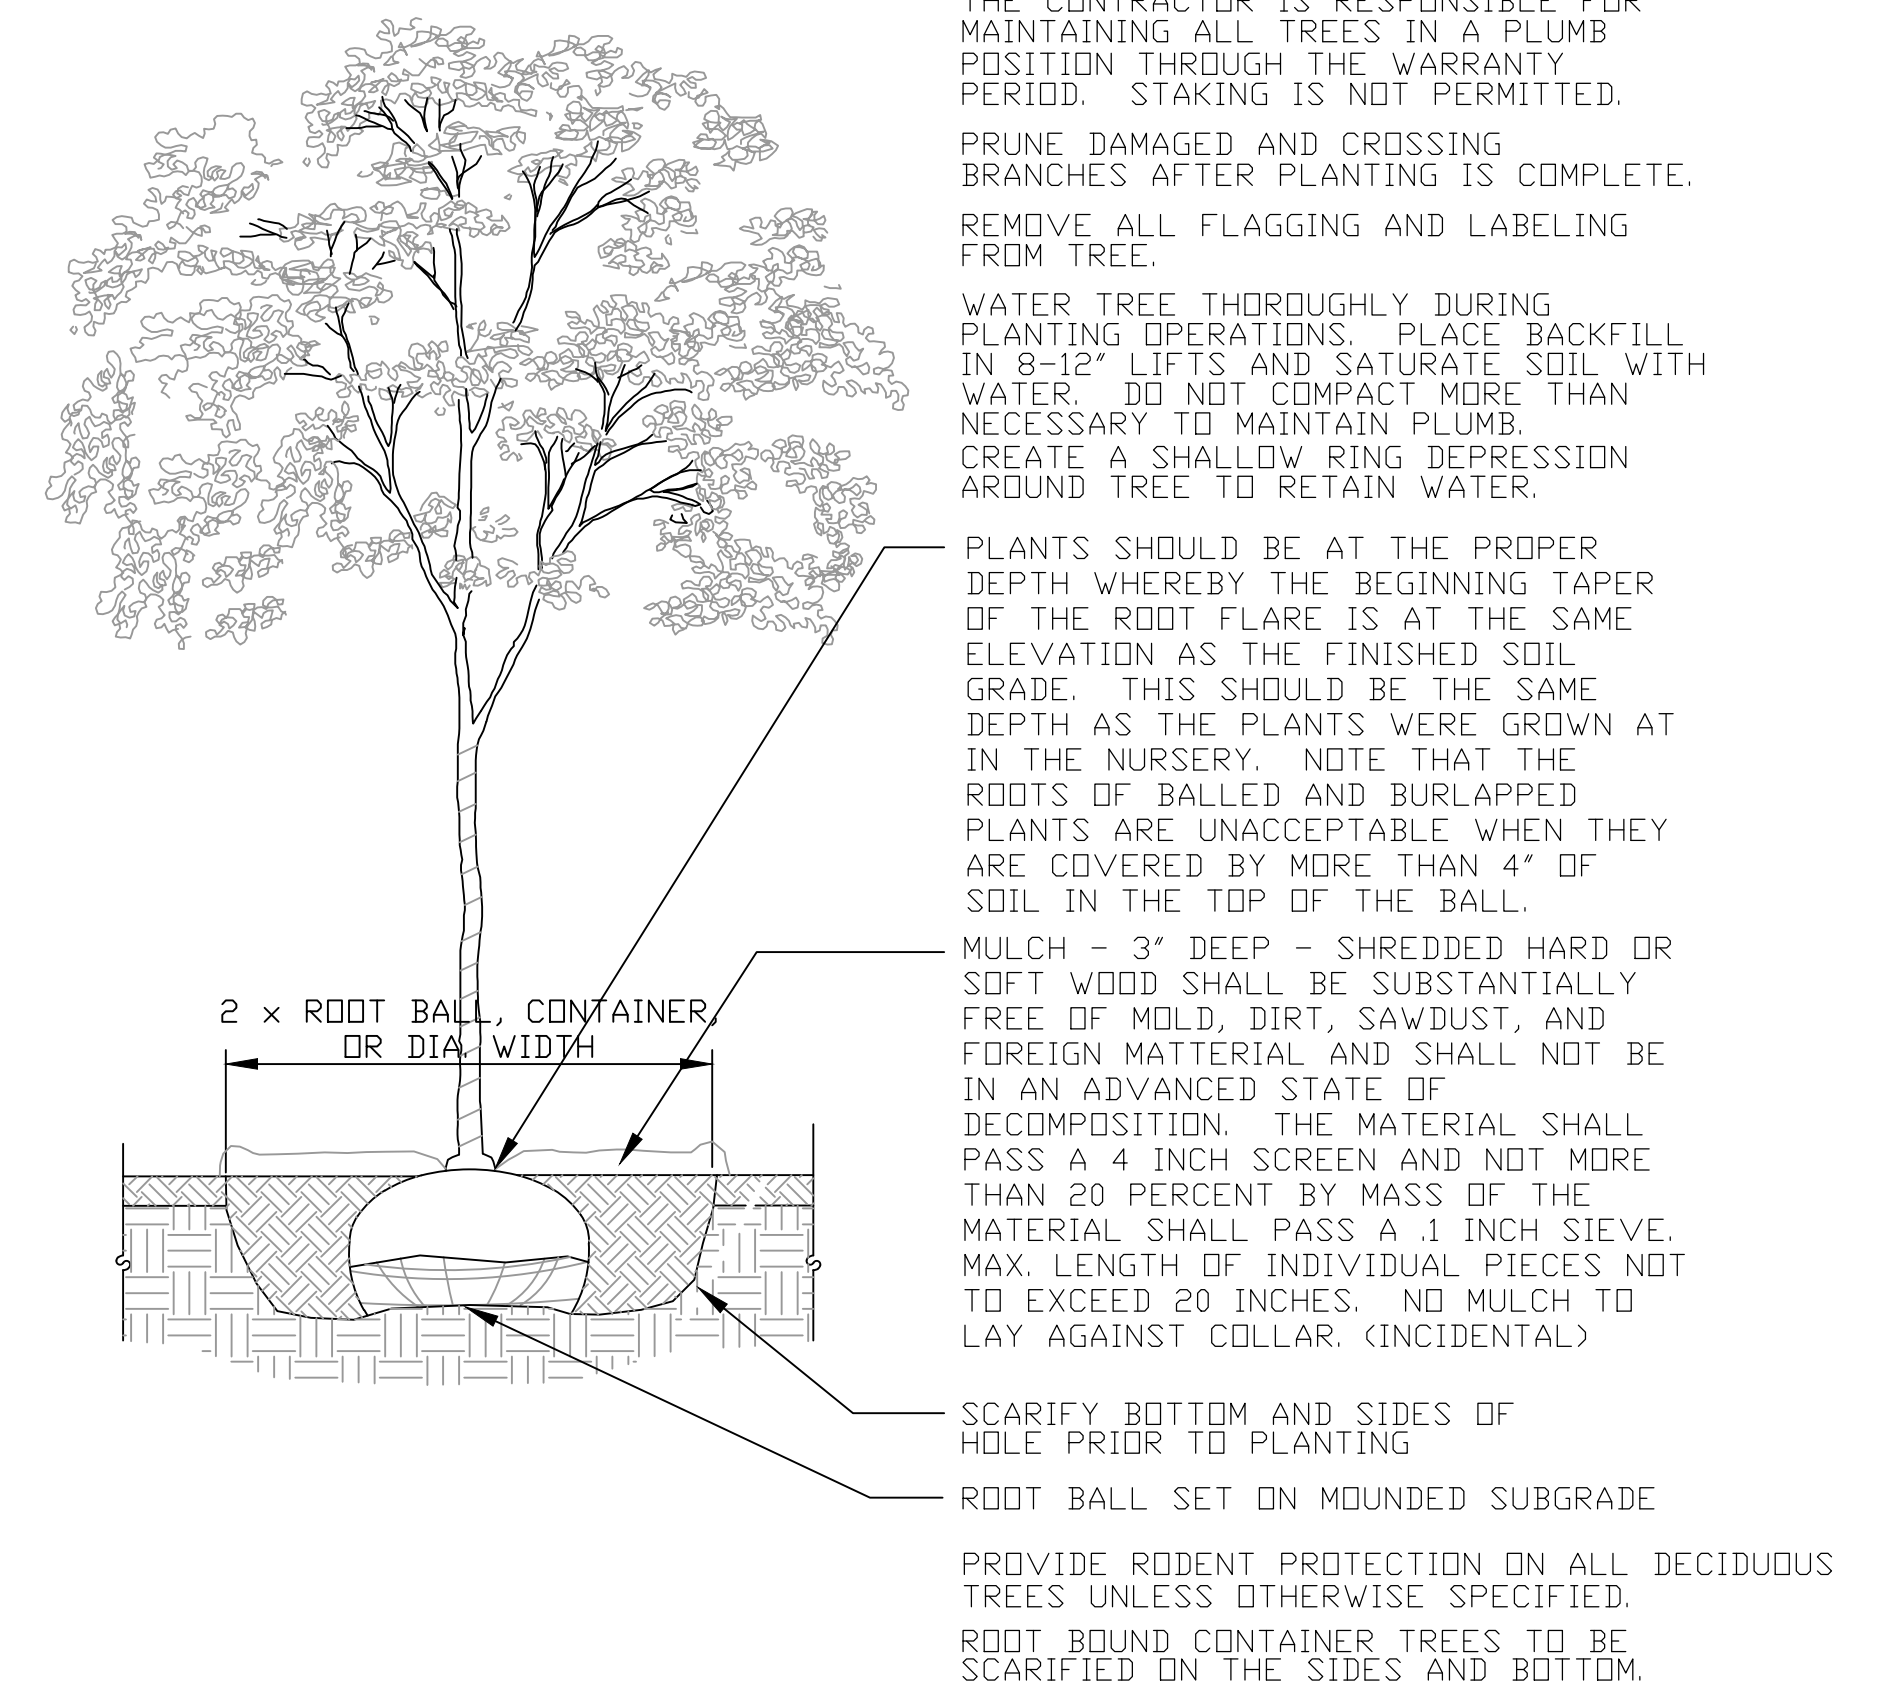 THE CONTRACTOR IS RESPONSIBLE FOR
MAINTAINING ALL TREES IN A PLUMB
POSITION THROUGH THE WARRANTY
PERIOD.  STAKING IS NOT PERMITTED.
PRUNE DAMAGED AND CROSSING
BRANCHES AFTER PLANTING IS COMPLETE.
REMOVE ALL FLAGGING AND LABELING
FROM TREE.
WATER TREE THOROUGHLY DURING
PLANTING OPERATIONS.  PLACE BACKFILL
IN 8-12" LIFTS AND SATURATE SOIL WITH
WATER.  DO NOT COMPACT MORE THAN
NECESSARY TO MAINTAIN PLUMB.
CREATE A SHALLOW RING DEPRESSION
AROUND TREE TO RETAIN WATER.
PLANTS SHOULD BE AT THE PROPER
DEPTH WHEREBY THE BEGINNING TAPER
OF THE ROOT FLARE IS AT THE SAME
ELEVATION AS THE FINISHED SOIL
GRADE.  THIS SHOULD BE THE SAME
DEPTH AS THE PLANTS WERE GROWN AT
IN THE NURSERY.  NOTE THAT THE
ROOTS OF BALLED AND BURLAPPED
PLANTS ARE UNACCEPTABLE WHEN THEY
ARE COVERED BY MORE THAN 4" OF
SOIL IN THE TOP OF THE BALL.
MULCH - 3" DEEP - SHREDDED HARD OR
SOFT WOOD SHALL BE SUBSTANTIALLY
FREE OF MOLD, DIRT, SAWDUST, AND
FOREIGN MATTERIAL AND SHALL NOT BE
IN AN ADVANCED STATE OF
DECOMPOSITION.  THE MATERIAL SHALL
PASS A 4 INCH SCREEN AND NOT MORE
THAN 20 PERCENT BY MASS OF THE
MATERIAL SHALL PASS A .1 INCH SIEVE.
MAX. LENGTH OF INDIVIDUAL PIECES NOT
TO EXCEED 20 INCHES.  NO MULCH TO
LAY AGAINST COLLAR. (INCIDENTAL)
2 x ROOT BALL, CONTAINER,
OR DIA. WIDTH
SCARIFY BOTTOM AND SIDES OF
HOLE PRIOR TO PLANTING
ROOT BALL SET ON MOUNDED SUBGRADE
PROVIDE RODENT PROTECTION ON ALL DECIDUOUS
TREES UNLESS OTHERWISE SPECIFIED.
ROOT BOUND CONTAINER TREES TO BE
SCARIFIED ON THE SIDES AND BOTTOM.